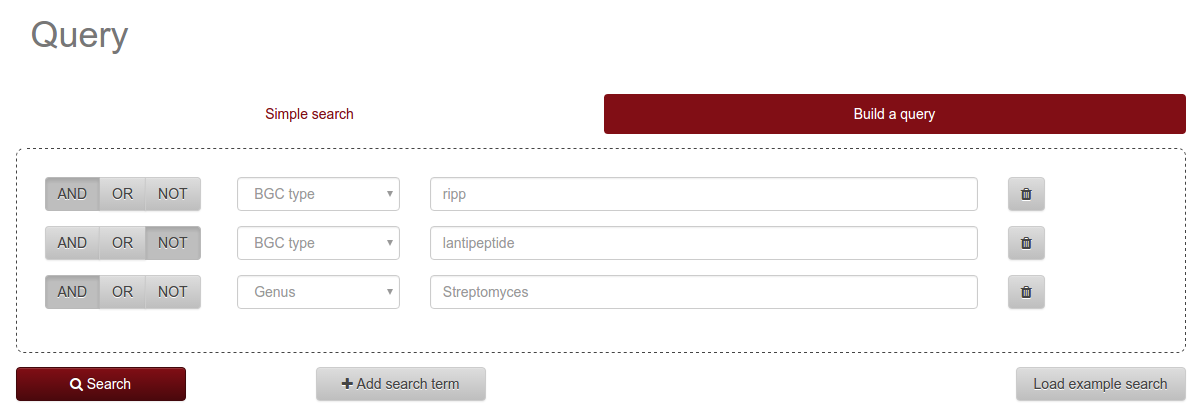 Query
Simple search Build a query
AND OR NOT BGC type ripp
AND OR NOT BGC type lantipeptide
AND OR NOT Genus Streptomyces
Search Add search term Load example search